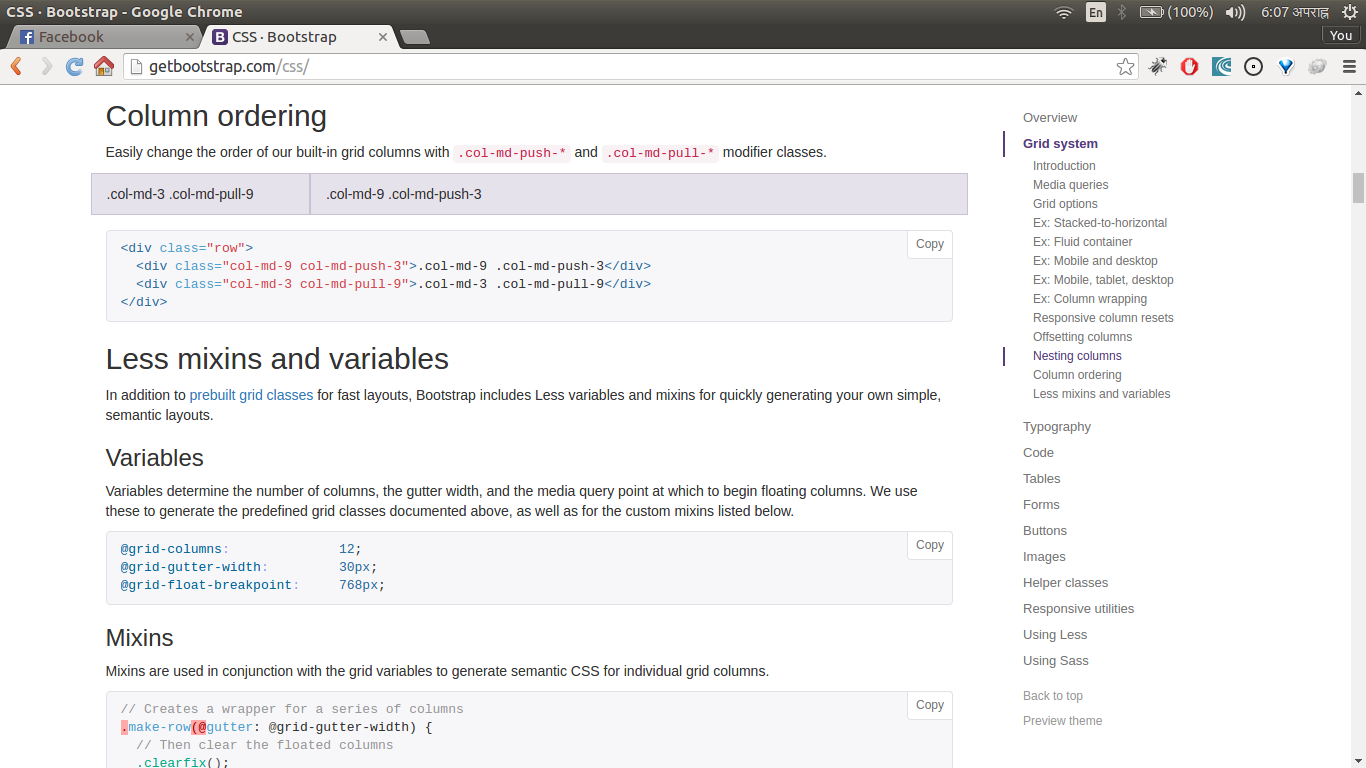 CSS · Bootstrap - Google Chrome
En (100%) 6:07 अपराह्न
Facebook × CSS · Bootstrap ×
You
getbootstrap.com/css/
Column ordering
Easily change the order of our built-in grid columns with .col-md-push-* and .col-md-pull-* modifier classes.
.col-md-3 .col-md-pull-9 .col-md-9 .col-md-push-3
Copy
<div class="row">
  <div class="col-md-9 col-md-push-3">.col-md-9 .col-md-push-3</div>
  <div class="col-md-3 col-md-pull-9">.col-md-3 .col-md-pull-9</div>
</div>
Less mixins and variables
In addition to prebuilt grid classes for fast layouts, Bootstrap includes Less variables and mixins for quickly generating your own simple,
semantic layouts.
Variables
Variables determine the number of columns, the gutter width, and the media query point at which to begin floating columns. We use
these to generate the predefined grid classes documented above, as well as for the custom mixins listed below.
Copy
@grid-columns:              12;
@grid-gutter-width:         30px;
@grid-float-breakpoint:     768px;
Mixins
Mixins are used in conjunction with the grid variables to generate semantic CSS for individual grid columns.
Copy
// Creates a wrapper for a series of columns
.make-row(@gutter: @grid-gutter-width) {
  // Then clear the floated columns
  .clearfix();
Overview
Grid system
Introduction
Media queries
Grid options
Ex: Stacked-to-horizontal
Ex: Fluid container
Ex: Mobile and desktop
Ex: Mobile, tablet, desktop
Ex: Column wrapping
Responsive column resets
Offsetting columns
Nesting columns
Column ordering
Less mixins and variables
Typography
Code
Tables
Forms
Buttons
Images
Helper classes
Responsive utilities
Using Less
Using Sass
Back to top
Preview theme